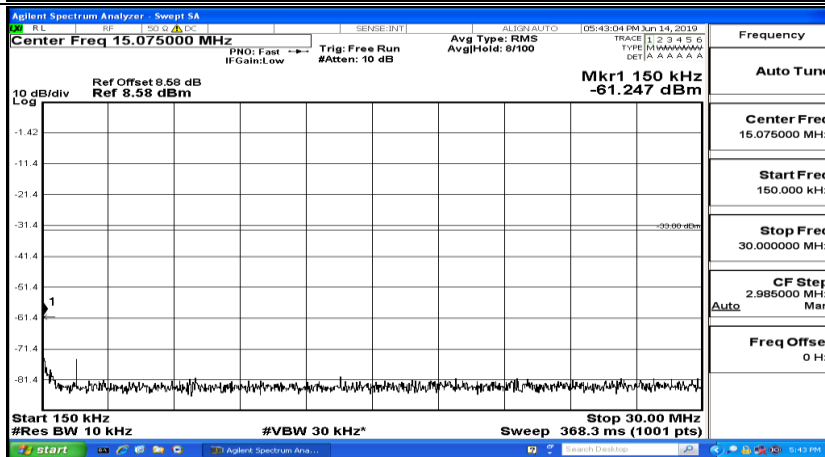 Agilent Spectrum Analyzer - Swept SA
LXI RL RF 50 Ω DC SENSE:INT ALIGN AUTO 05:43:04 PM Jun 14, 2019
Center Freq 15.075000 MHz
PNO: Fast
IFGain:Low
Trig: Free Run
#Atten: 10 dB
Avg Type: RMS
Avg|Hold: 8/100
TRACE 1 2 3 4 5 6
TYPE M
DET A A A A A A
Frequency
Ref Offset 8.58 dB
Ref 8.58 dBm
Mkr1 150 kHz
-61.247 dBm
10 dB/div
Log
-1.42
-11.4
-21.4
-31.4
-33.00 dBm
-41.4
-51.4
1
-61.4
-71.4
-81.4
Start 150 kHz
Stop 30.00 MHz
#Res BW 10 kHz
#VBW 30 kHz*
Sweep 368.3 ms (1001 pts)
Auto Tune
Center Freq
15.075000 MHz
Start Freq
150.000 kHz
Stop Freq
30.000000 MHz
CF Step
2.985000 MHz
Auto Man
Freq Offset
0 Hz
start
Agilent Spectrum Ana...
Search Desktop
5:43 PM